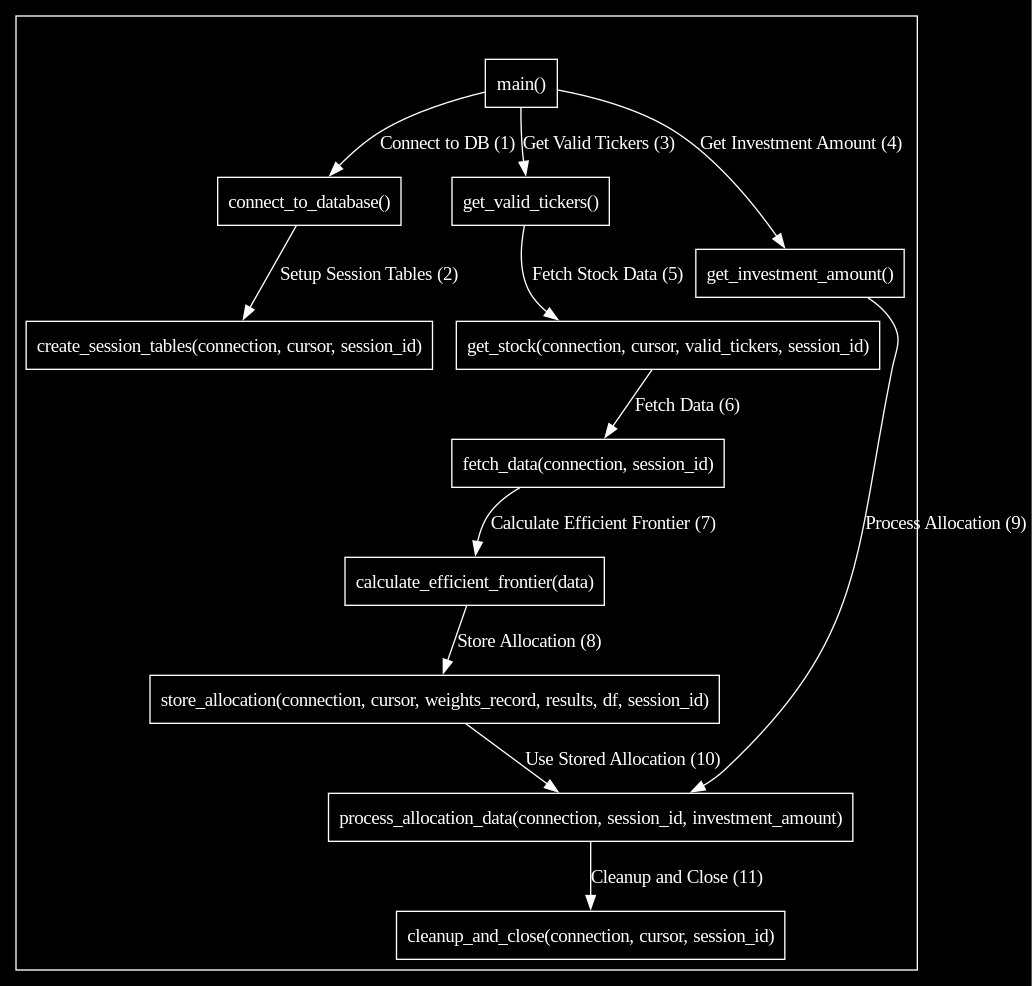 main()
Connect to DB (1)
Get Valid Tickers (3)
Get Investment Amount (4)
connect_to_database()
get_valid_tickers()
Setup Session Tables (2)
Fetch Stock Data (5)
get_investment_amount()
create_session_tables(connection, cursor, session_id)
get_stock(connection, cursor, valid_tickers, session_id)
Fetch Data (6)
fetch_data(connection, session_id)
Calculate Efficient Frontier (7)
Process Allocation (9)
calculate_efficient_frontier(data)
Store Allocation (8)
store_allocation(connection, cursor, weights_record, results, df, session_id)
Use Stored Allocation (10)
process_allocation_data(connection, session_id, investment_amount)
Cleanup and Close (11)
cleanup_and_close(connection, cursor, session_id)